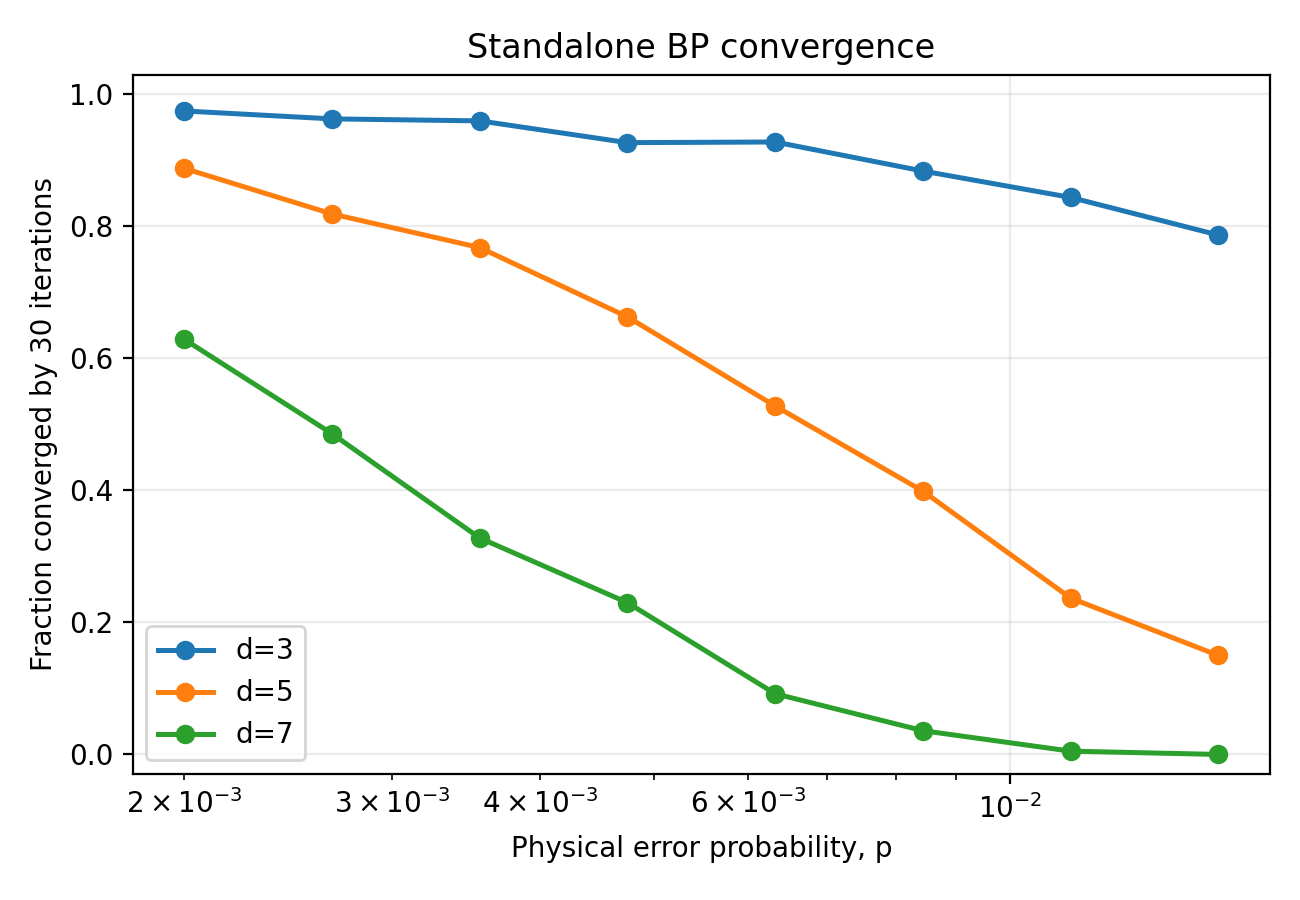 Standalone BP convergence
Fraction converged by 30 iterations
1.0
0.8
0.6
0.4
0.2
0.0
d=3
d=5
d=7
2 × 10⁻³
3 × 10⁻³
4 × 10⁻³
6 × 10⁻³
10⁻²
Physical error probability, p